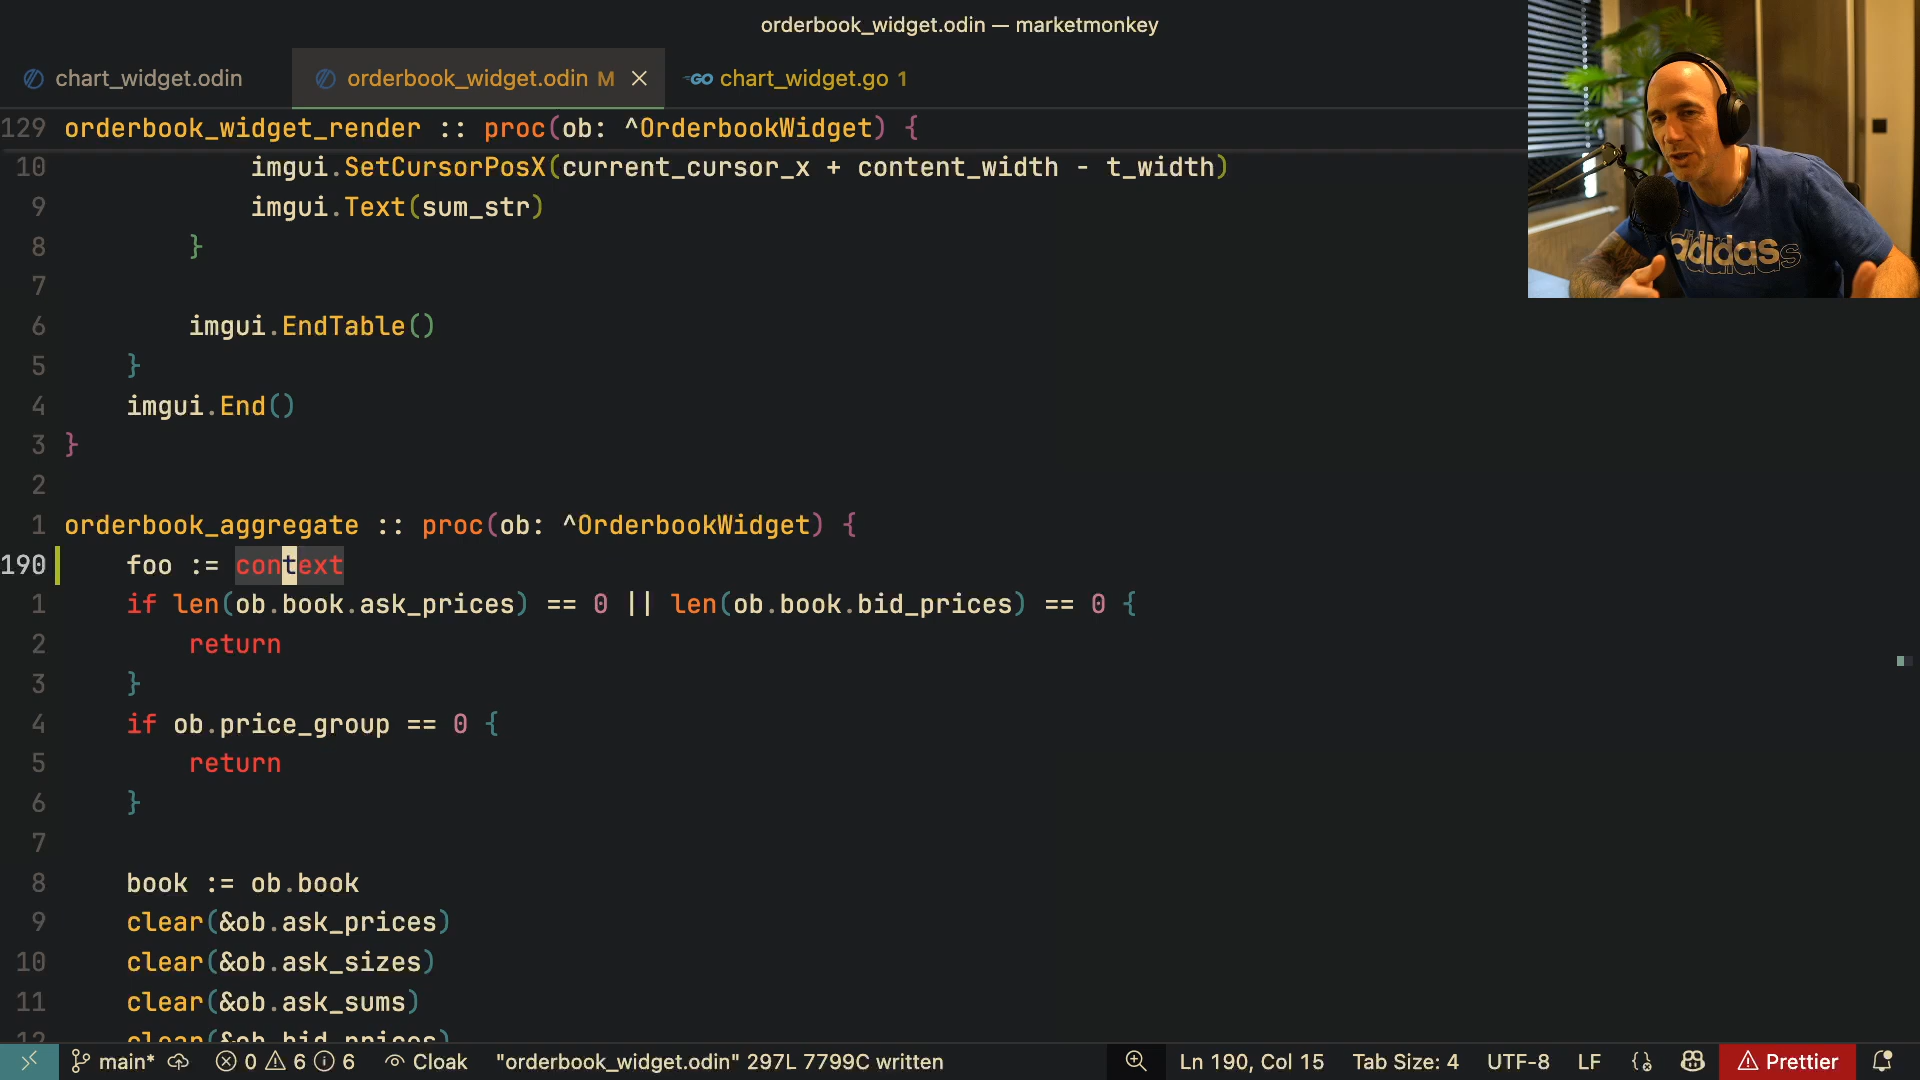 orderbook_widget.odin — marketmonkey
chart_widget.odin
orderbook_widget.odin M
chart_widget.go 1
129 orderbook_widget_render :: proc(ob: ^OrderbookWidget) {
10 imgui.SetCursorPosX(current_cursor_x + content_width - t_width)
9 imgui.Text(sum_str)
8 }
7
6 imgui.EndTable()
5 }
4 imgui.End()
3 }
2
1 orderbook_aggregate :: proc(ob: ^OrderbookWidget) {
190 foo := context
1 if len(ob.book.ask_prices) == 0 || len(ob.book.bid_prices) == 0 {
2 return
3 }
4 if ob.price_group == 0 {
5 return
6 }
7
8 book := ob.book
9 clear(&ob.ask_prices)
10 clear(&ob.ask_sizes)
11 clear(&ob.ask_sums)
12 clear(&ob.bid_prices)
main* 0 6 6 Cloak "orderbook_widget.odin" 297L 7799C written Ln 190, Col 15 Tab Size: 4 UTF-8 LF Prettier
adidas